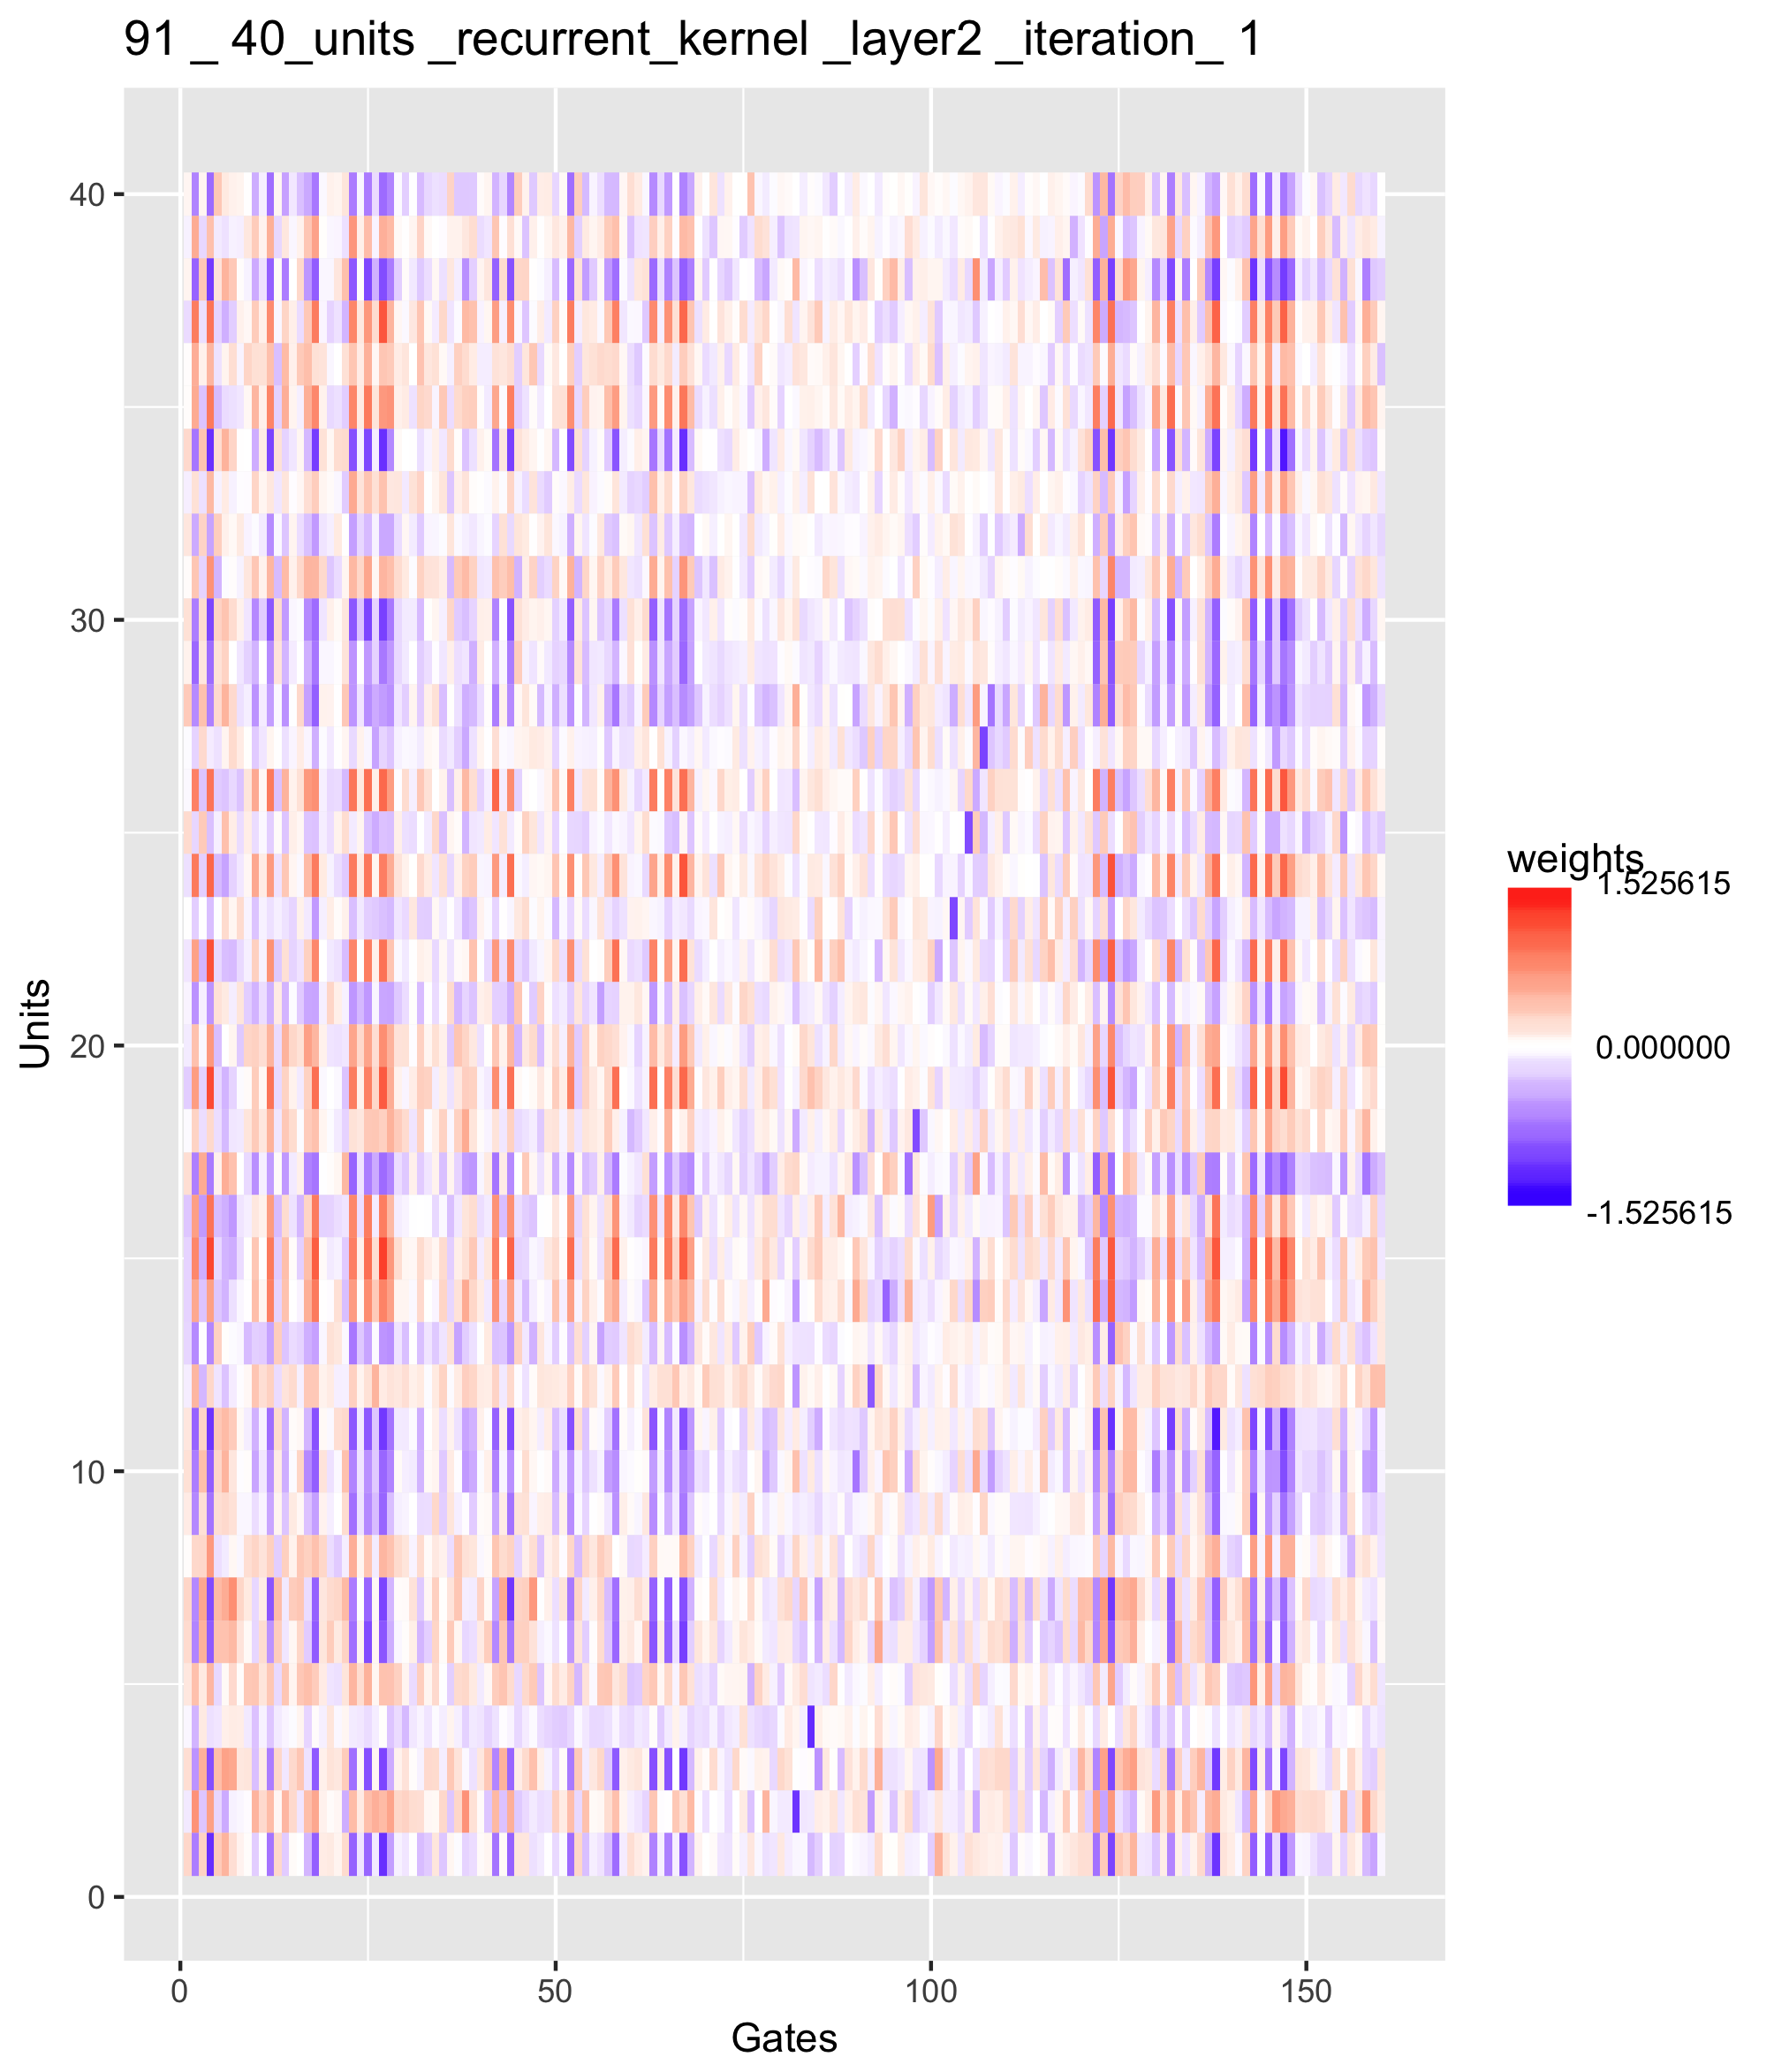 91 _ 40_units _recurrent_kernel _layer2 _iteration_ 1
40
30
20
10
0
Units
0 50 100 150
Gates
weights
1.525615
0.000000
-1.525615